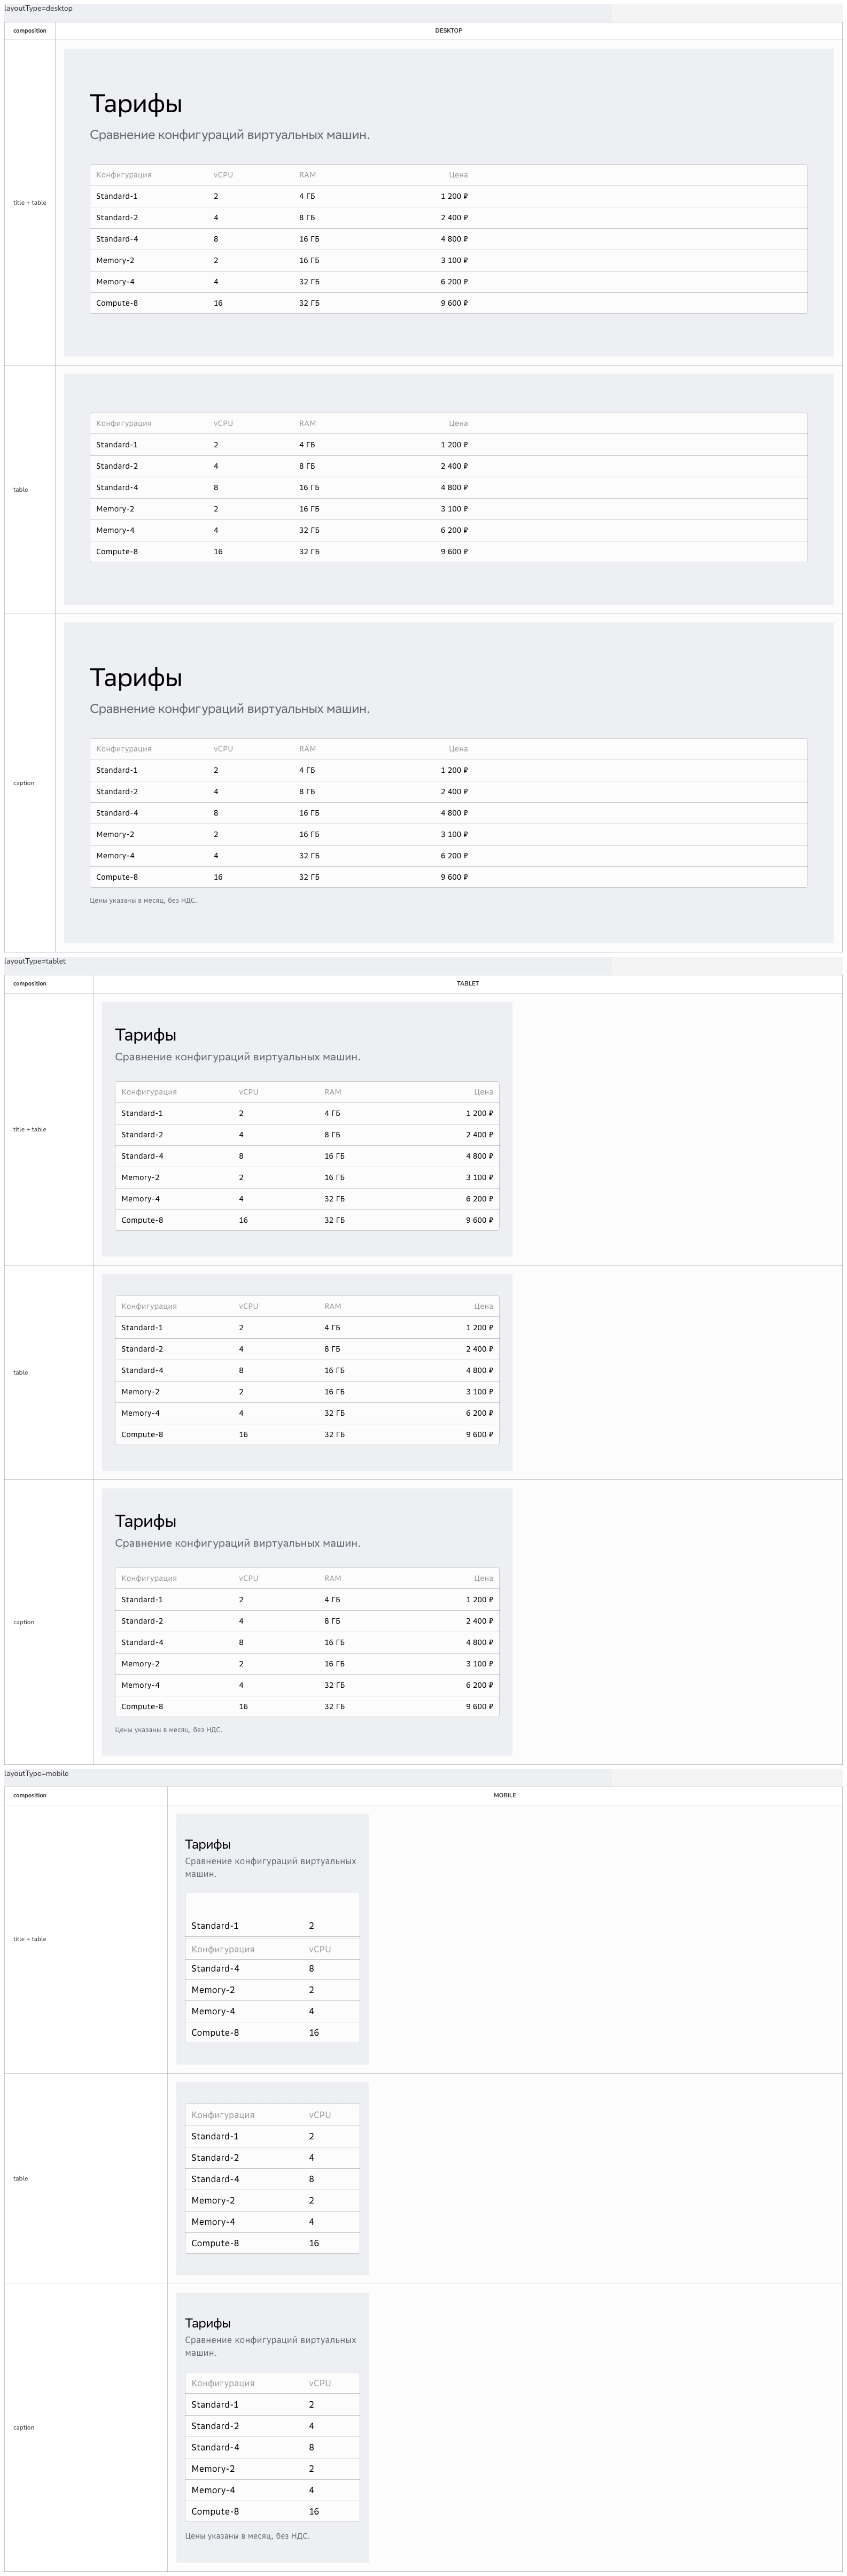 layoutType=desktop
composition DESKTOP
title + table
Тарифы
Сравнение конфигураций виртуальных машин.
Конфигурация vCPU RAM Цена
Standard-1 2 4 ГБ 1 200 ₽
Standard-2 4 8 ГБ 2 400 ₽
Standard-4 8 16 ГБ 4 800 ₽
Memory-2 2 16 ГБ 3 100 ₽
Memory-4 4 32 ГБ 6 200 ₽
Compute-8 16 32 ГБ 9 600 ₽
table
Конфигурация vCPU RAM Цена
Standard-1 2 4 ГБ 1 200 ₽
Standard-2 4 8 ГБ 2 400 ₽
Standard-4 8 16 ГБ 4 800 ₽
Memory-2 2 16 ГБ 3 100 ₽
Memory-4 4 32 ГБ 6 200 ₽
Compute-8 16 32 ГБ 9 600 ₽
caption
Тарифы
Сравнение конфигураций виртуальных машин.
Конфигурация vCPU RAM Цена
Standard-1 2 4 ГБ 1 200 ₽
Standard-2 4 8 ГБ 2 400 ₽
Standard-4 8 16 ГБ 4 800 ₽
Memory-2 2 16 ГБ 3 100 ₽
Memory-4 4 32 ГБ 6 200 ₽
Compute-8 16 32 ГБ 9 600 ₽
Цены указаны в месяц, без НДС.
layoutType=tablet
composition TABLET
title + table
Тарифы
Сравнение конфигураций виртуальных машин.
Конфигурация vCPU RAM Цена
Standard-1 2 4 ГБ 1 200 ₽
Standard-2 4 8 ГБ 2 400 ₽
Standard-4 8 16 ГБ 4 800 ₽
Memory-2 2 16 ГБ 3 100 ₽
Memory-4 4 32 ГБ 6 200 ₽
Compute-8 16 32 ГБ 9 600 ₽
table
Конфигурация vCPU RAM Цена
Standard-1 2 4 ГБ 1 200 ₽
Standard-2 4 8 ГБ 2 400 ₽
Standard-4 8 16 ГБ 4 800 ₽
Memory-2 2 16 ГБ 3 100 ₽
Memory-4 4 32 ГБ 6 200 ₽
Compute-8 16 32 ГБ 9 600 ₽
caption
Тарифы
Сравнение конфигураций виртуальных машин.
Конфигурация vCPU RAM Цена
Standard-1 2 4 ГБ 1 200 ₽
Standard-2 4 8 ГБ 2 400 ₽
Standard-4 8 16 ГБ 4 800 ₽
Memory-2 2 16 ГБ 3 100 ₽
Memory-4 4 32 ГБ 6 200 ₽
Compute-8 16 32 ГБ 9 600 ₽
Цены указаны в месяц, без НДС.
layoutType=mobile
composition MOBILE
title + table
Тарифы
Сравнение конфигураций виртуальных
машин.
Standard-1 2
Конфигурация vCPU
Standard-4 8
Memory-2 2
Memory-4 4
Compute-8 16
table
Конфигурация vCPU
Standard-1 2
Standard-2 4
Standard-4 8
Memory-2 2
Memory-4 4
Compute-8 16
caption
Тарифы
Сравнение конфигураций виртуальных
машин.
Конфигурация vCPU
Standard-1 2
Standard-2 4
Standard-4 8
Memory-2 2
Memory-4 4
Compute-8 16
Цены указаны в месяц, без НДС.